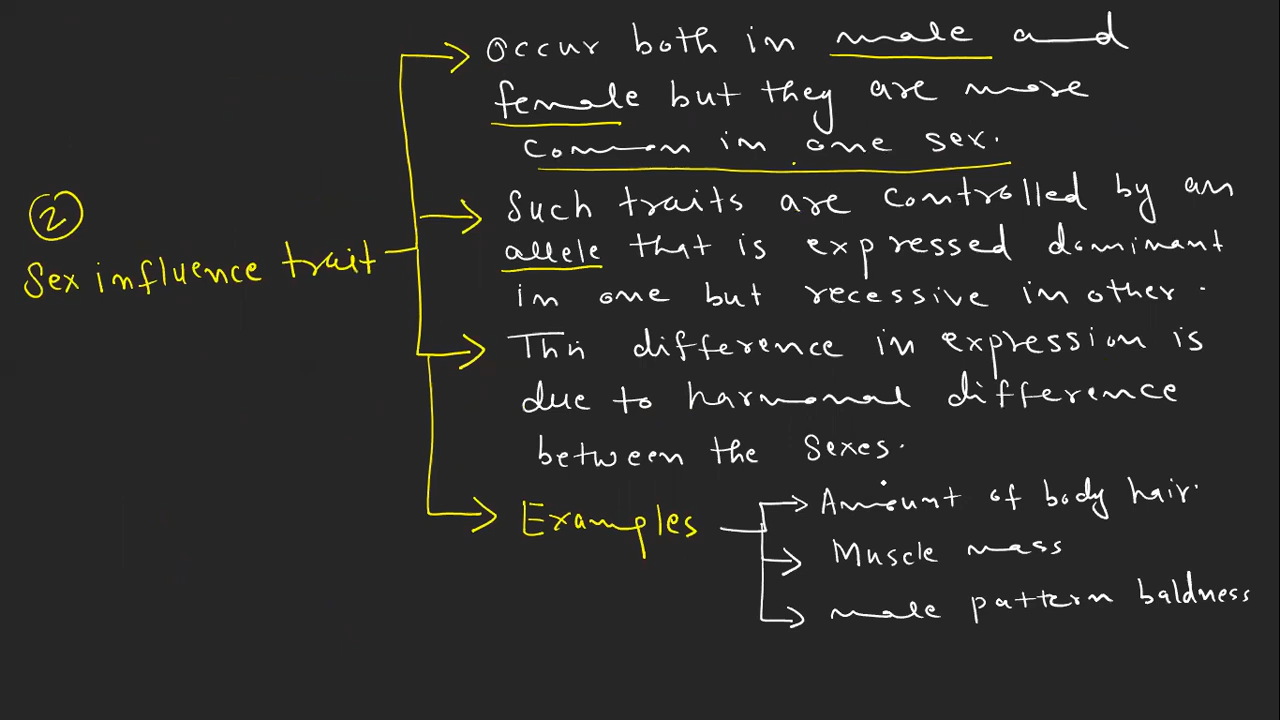 Occur both in male and
female but they are more
common in one sex.
②
Sex influence trait
Such traits are controlled by an
allele that is expressed dominant
in one but recessive in other.
This difference in expression is
due to harmonal difference
between the sexes.
Examples
Amount of body hair.
Muscle mass
male pattern baldness